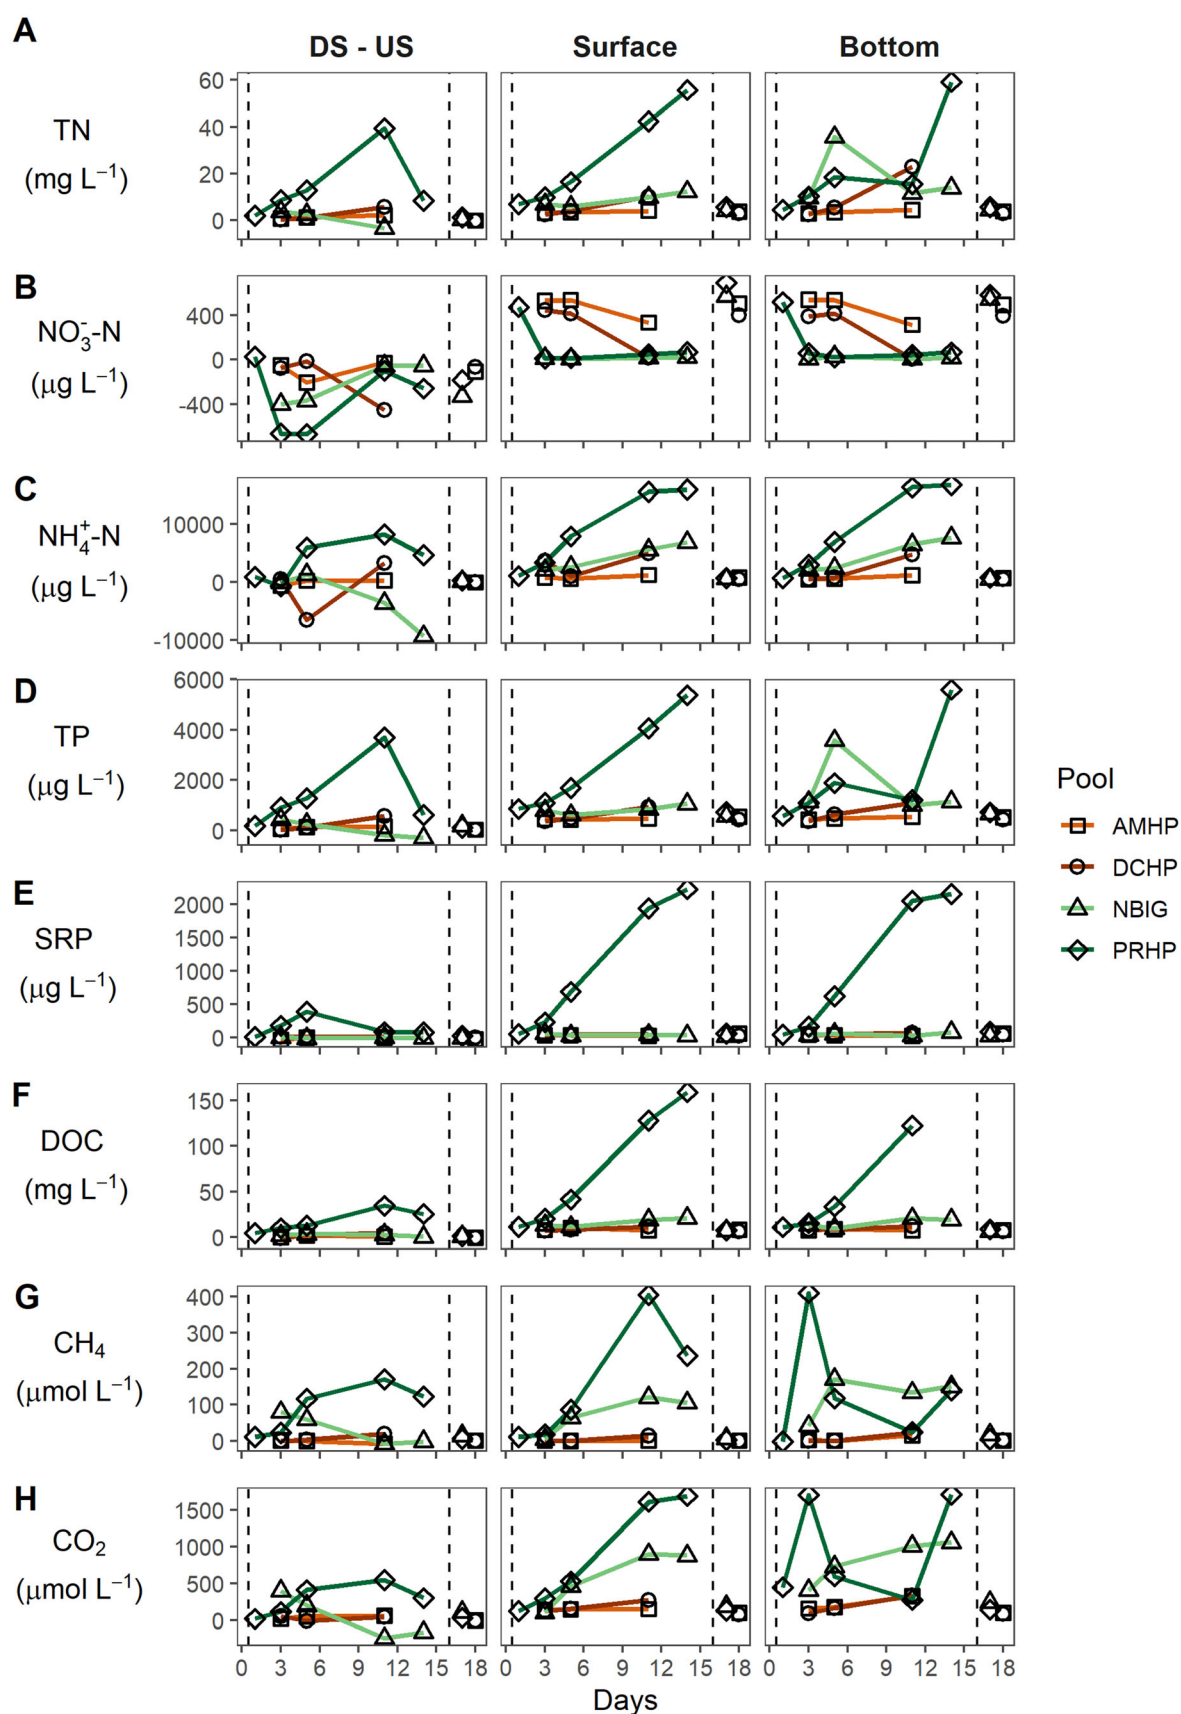 A
DS - US Surface Bottom
TN
(mg L⁻¹)
60
40
20
0
B
NO₃⁻-N
(μg L⁻¹)
400
0
-400
C
NH₄⁺-N
(μg L⁻¹)
10000
0
-10000
D
TP
(μg L⁻¹)
6000
4000
2000
0
E
SRP
(μg L⁻¹)
2000
1500
1000
500
0
F
DOC
(mg L⁻¹)
150
100
50
0
G
CH₄
(μmol L⁻¹)
400
300
200
100
0
H
CO₂
(μmol L⁻¹)
1500
1000
500
0
0 3 6 9 12 15 18 0 3 6 9 12 15 18 0 3 6 9 12 15 18
Days
Pool
AMHP
DCHP
NBIG
PRHP